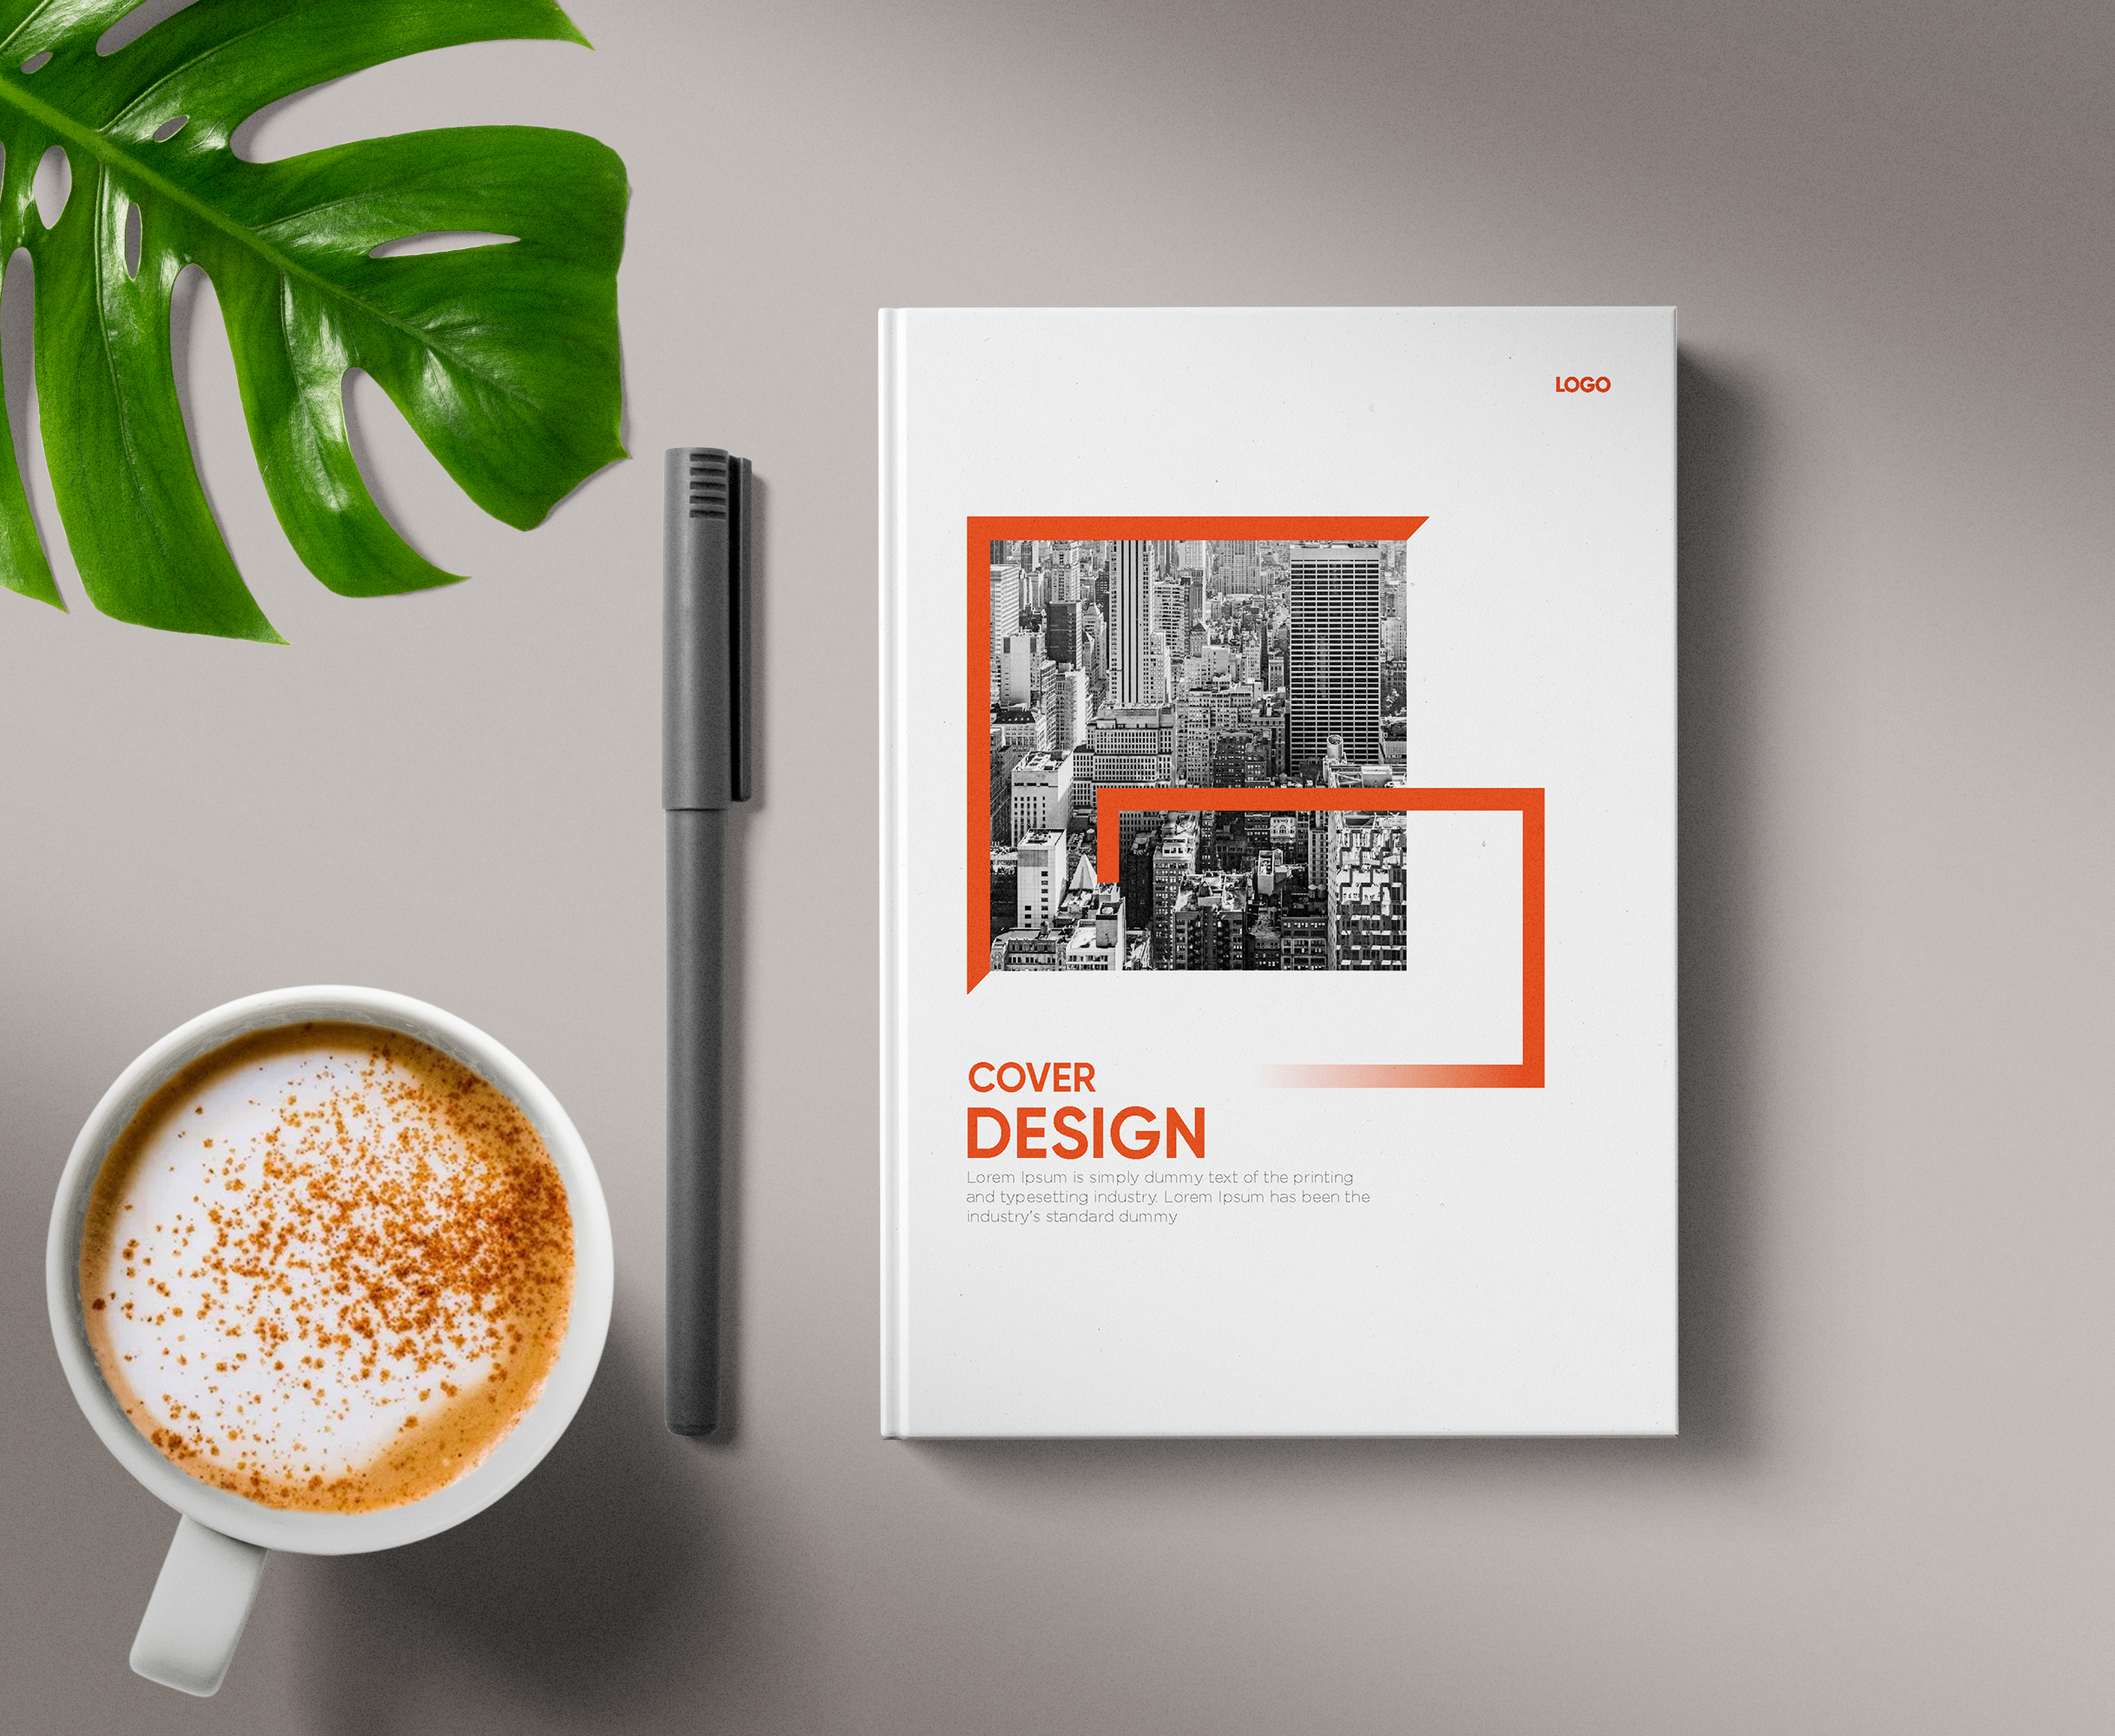 LOGO
COVER
DESIGN
Lorem Ipsum is simply dummy text of the printing
and typesetting industry. Lorem Ipsum has been the
industry's standard dummy